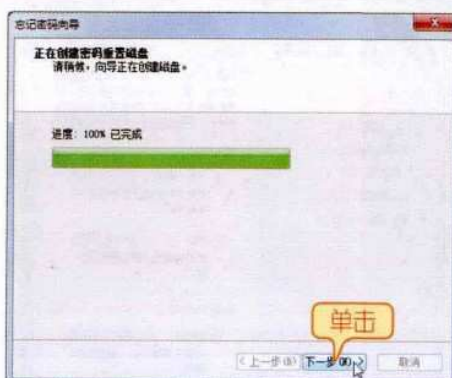 忘记密码向导
正在创建密码重置磁盘
请稍候，向导正在创建磁盘。
进度: 100% 已完成
单击
< 上一步(B) 下一步(N) > 取消